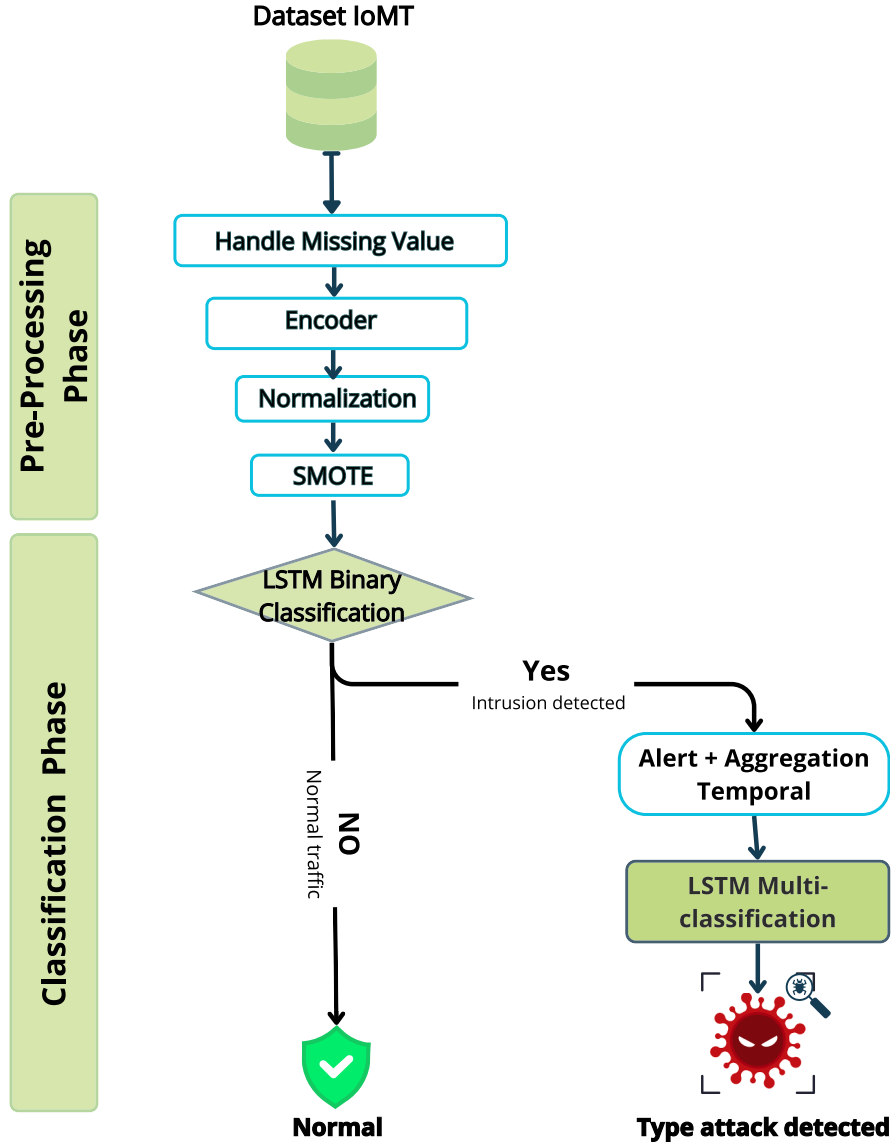 Dataset IoMT
Pre-Processing
Phase
Handle Missing Value
Encoder
Normalization
SMOTE
Classification Phase
LSTM Binary
Classification
Yes
Intrusion detected
NO
Normal traffic
Alert + Aggregation
Temporal
LSTM Multi-
classification
Normal
Type attack detected